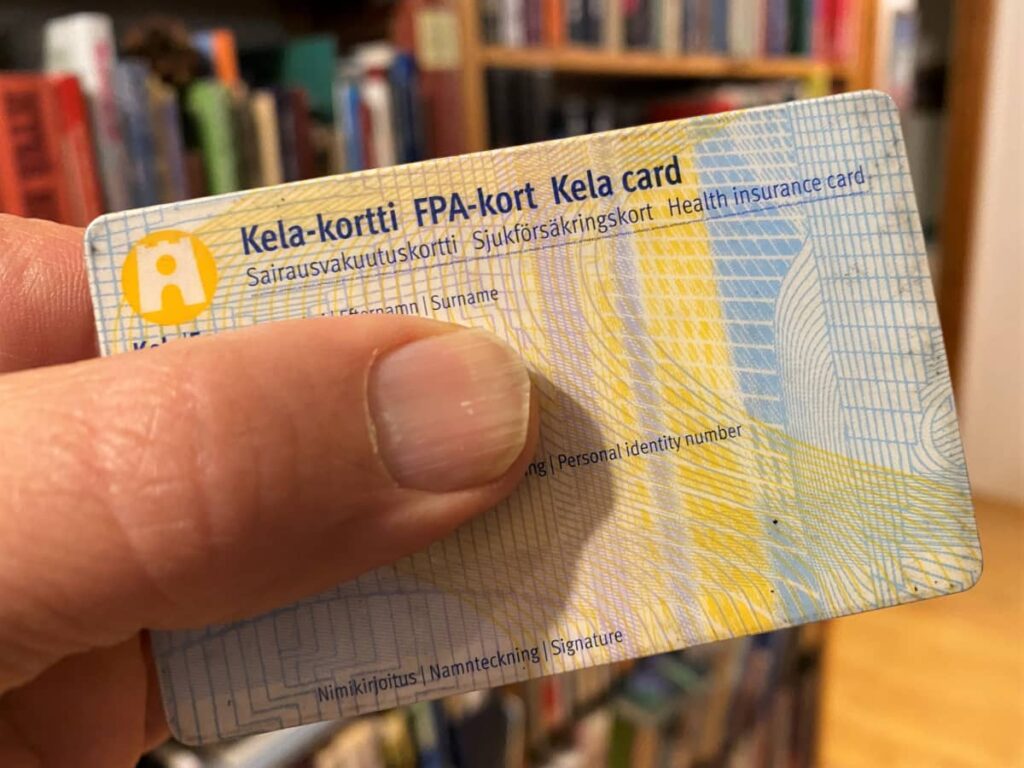 Kela-kortti FPA-kort Kela card
Sairausvakuutuskortti Sjukförsäkringskort Health insurance card
Efternamn | Surname
| Personal identity number
Nimikirjoitus | Namnteckning | Signature